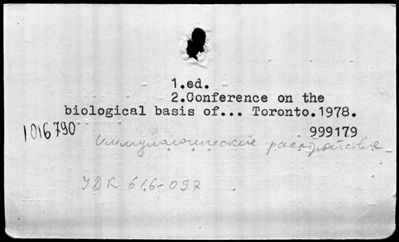 1.ed.
2.Conference on the
biological basis of... Toronto.1978.
1016790
999179
Иммунологические расстройства
УДК 616-097